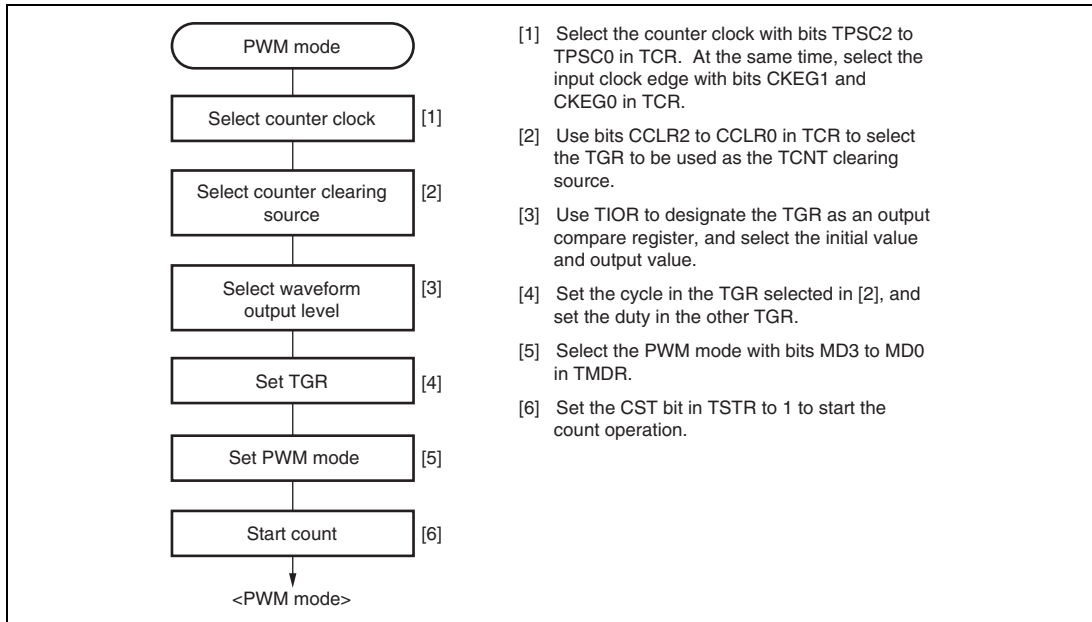 PWM mode
Select counter clock
[1]
Select counter clearing
source
[2]
Select waveform
output level
[3]
Set TGR
[4]
Set PWM mode
[5]
Start count
[6]
<PWM mode>
[1] Select the counter clock with bits TPSC2 to
TPSC0 in TCR. At the same time, select the
input clock edge with bits CKEG1 and
CKEG0 in TCR.
[2] Use bits CCLR2 to CCLR0 in TCR to select
the TGR to be used as the TCNT clearing
source.
[3] Use TIOR to designate the TGR as an output
compare register, and select the initial value
and output value.
[4] Set the cycle in the TGR selected in [2], and
set the duty in the other TGR.
[5] Select the PWM mode with bits MD3 to MD0
in TMDR.
[6] Set the CST bit in TSTR to 1 to start the
count operation.